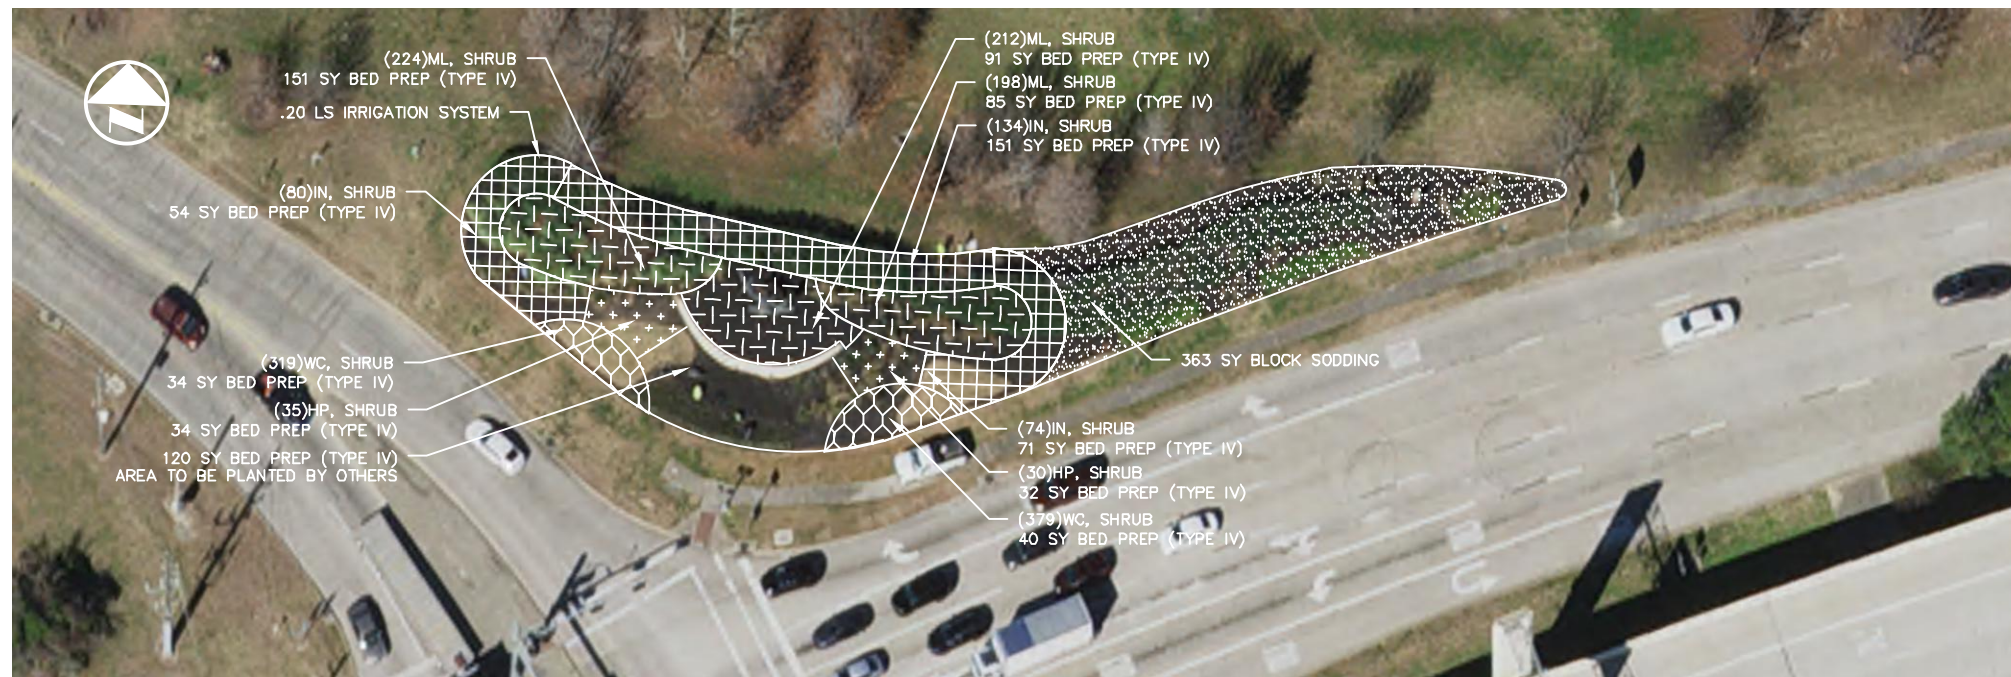 (224)ML, SHRUB
151 SY BED PREP (TYPE IV)
.20 LS IRRIGATION SYSTEM
(80)IN, SHRUB
54 SY BED PREP (TYPE IV)
(319)WC, SHRUB
34 SY BED PREP (TYPE IV)
(35)HP, SHRUB
34 SY BED PREP (TYPE IV)
120 SY BED PREP (TYPE IV)
AREA TO BE PLANTED BY OTHERS
(212)ML, SHRUB
91 SY BED PREP (TYPE IV)
(198)ML, SHRUB
85 SY BED PREP (TYPE IV)
(134)IN, SHRUB
151 SY BED PREP (TYPE IV)
363 SY BLOCK SODDING
(74)IN, SHRUB
71 SY BED PREP (TYPE IV)
(30)HP, SHRUB
32 SY BED PREP (TYPE IV)
(379)WC, SHRUB
40 SY BED PREP (TYPE IV)